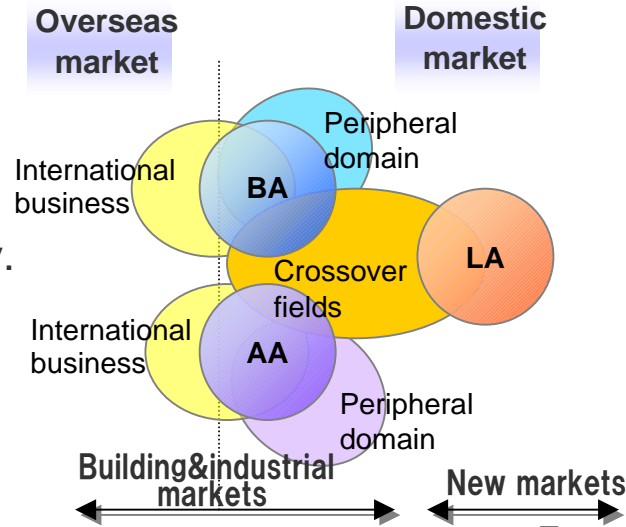 Overseas
market
Domestic
market
Peripheral
domain
International
business
BA
y.
LA
Crossover
fields
International
business
AA
Peripheral
domain
Building&industrial
markets
New markets